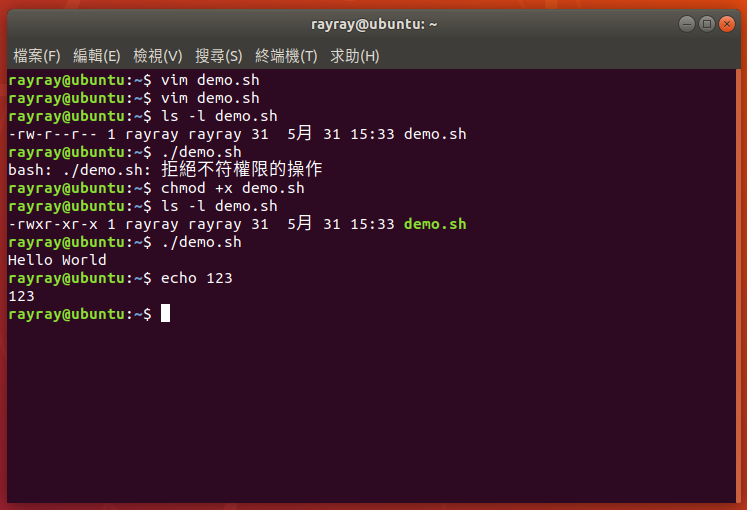 rayray@ubuntu: ~
檔案(F) 編輯(E) 檢視(V) 搜尋(S) 終端機(T) 求助(H)
rayray@ubuntu:~$ vim demo.sh
rayray@ubuntu:~$ vim demo.sh
rayray@ubuntu:~$ ls -l demo.sh
-rw-r--r-- 1 rayray rayray 31  5月 31 15:33 demo.sh
rayray@ubuntu:~$ ./demo.sh
bash: ./demo.sh: 拒絕不符權限的操作
rayray@ubuntu:~$ chmod +x demo.sh
rayray@ubuntu:~$ ls -l demo.sh
-rwxr-xr-x 1 rayray rayray 31  5月 31 15:33 demo.sh
rayray@ubuntu:~$ ./demo.sh
Hello World
rayray@ubuntu:~$ echo 123
123
rayray@ubuntu:~$